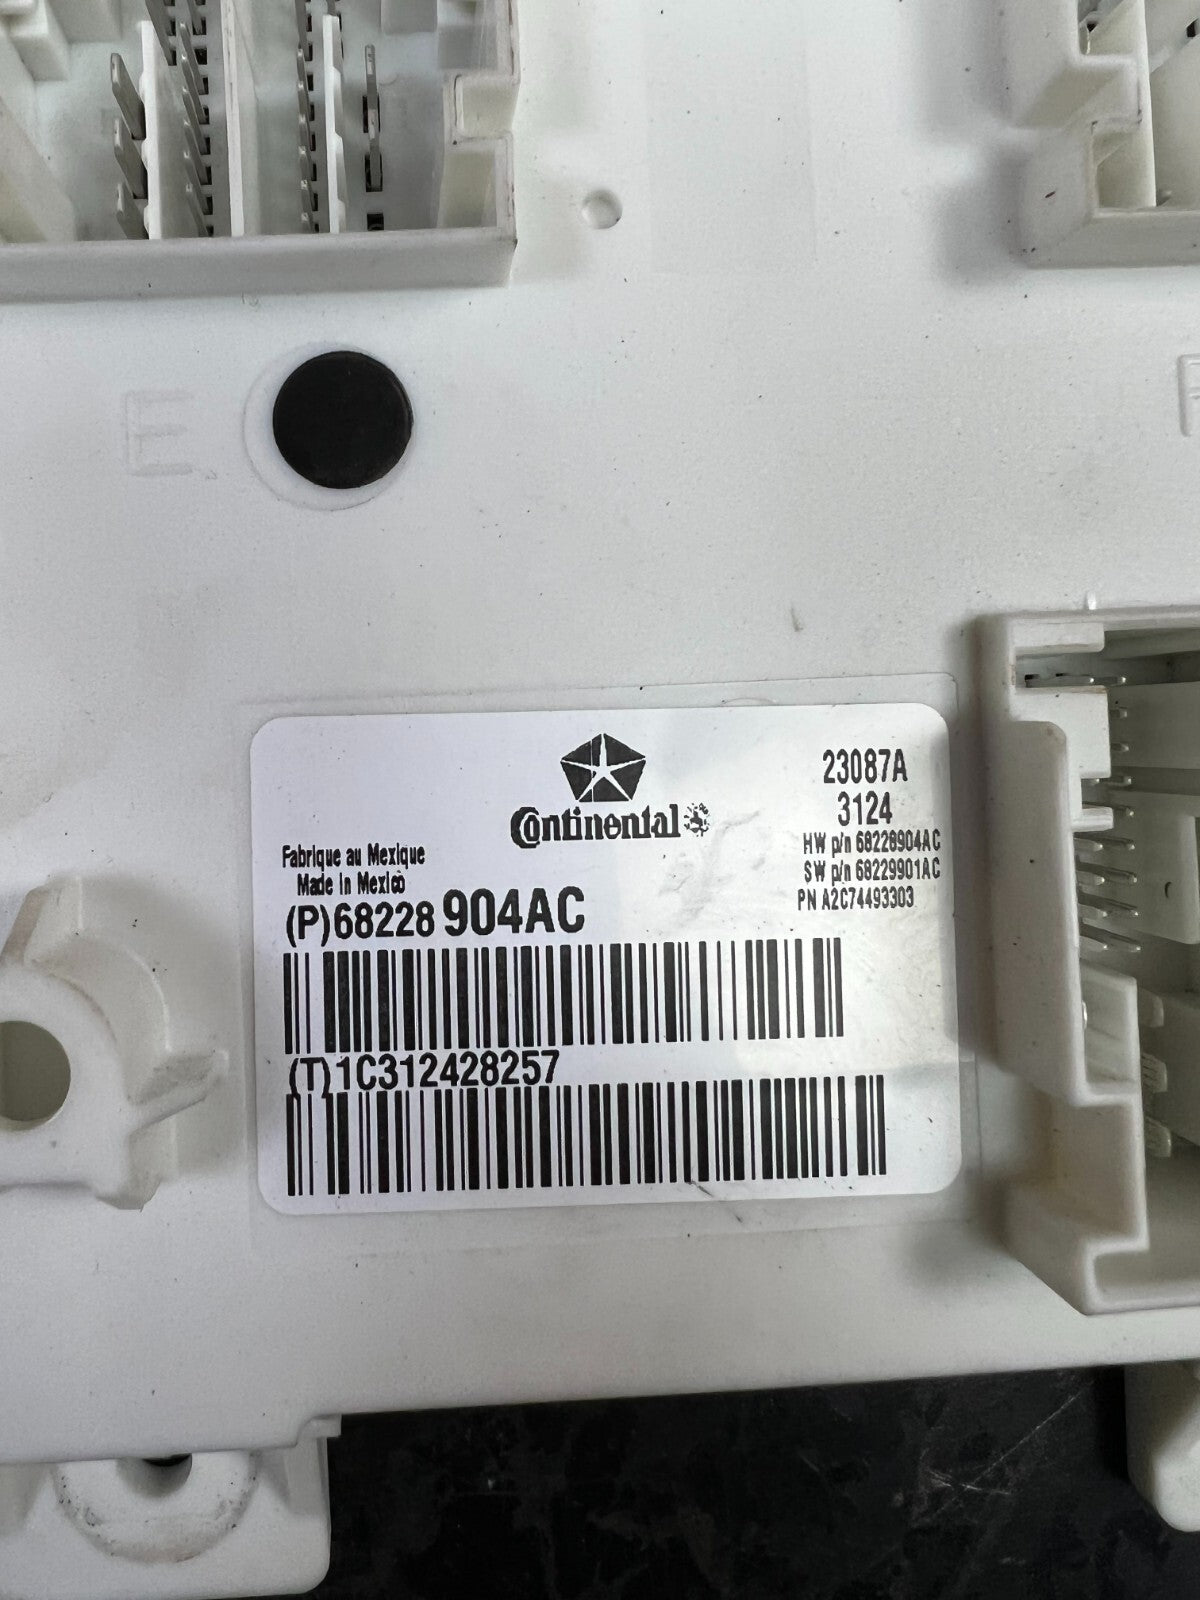 E
Continental
23087A
3124
HW p/n 68228904AC
SW p/n 68229901AC
PN A2C74493303
Fabrique au Mexique
Made in Mexico
(P)68228 904AC
(T)1C312428257